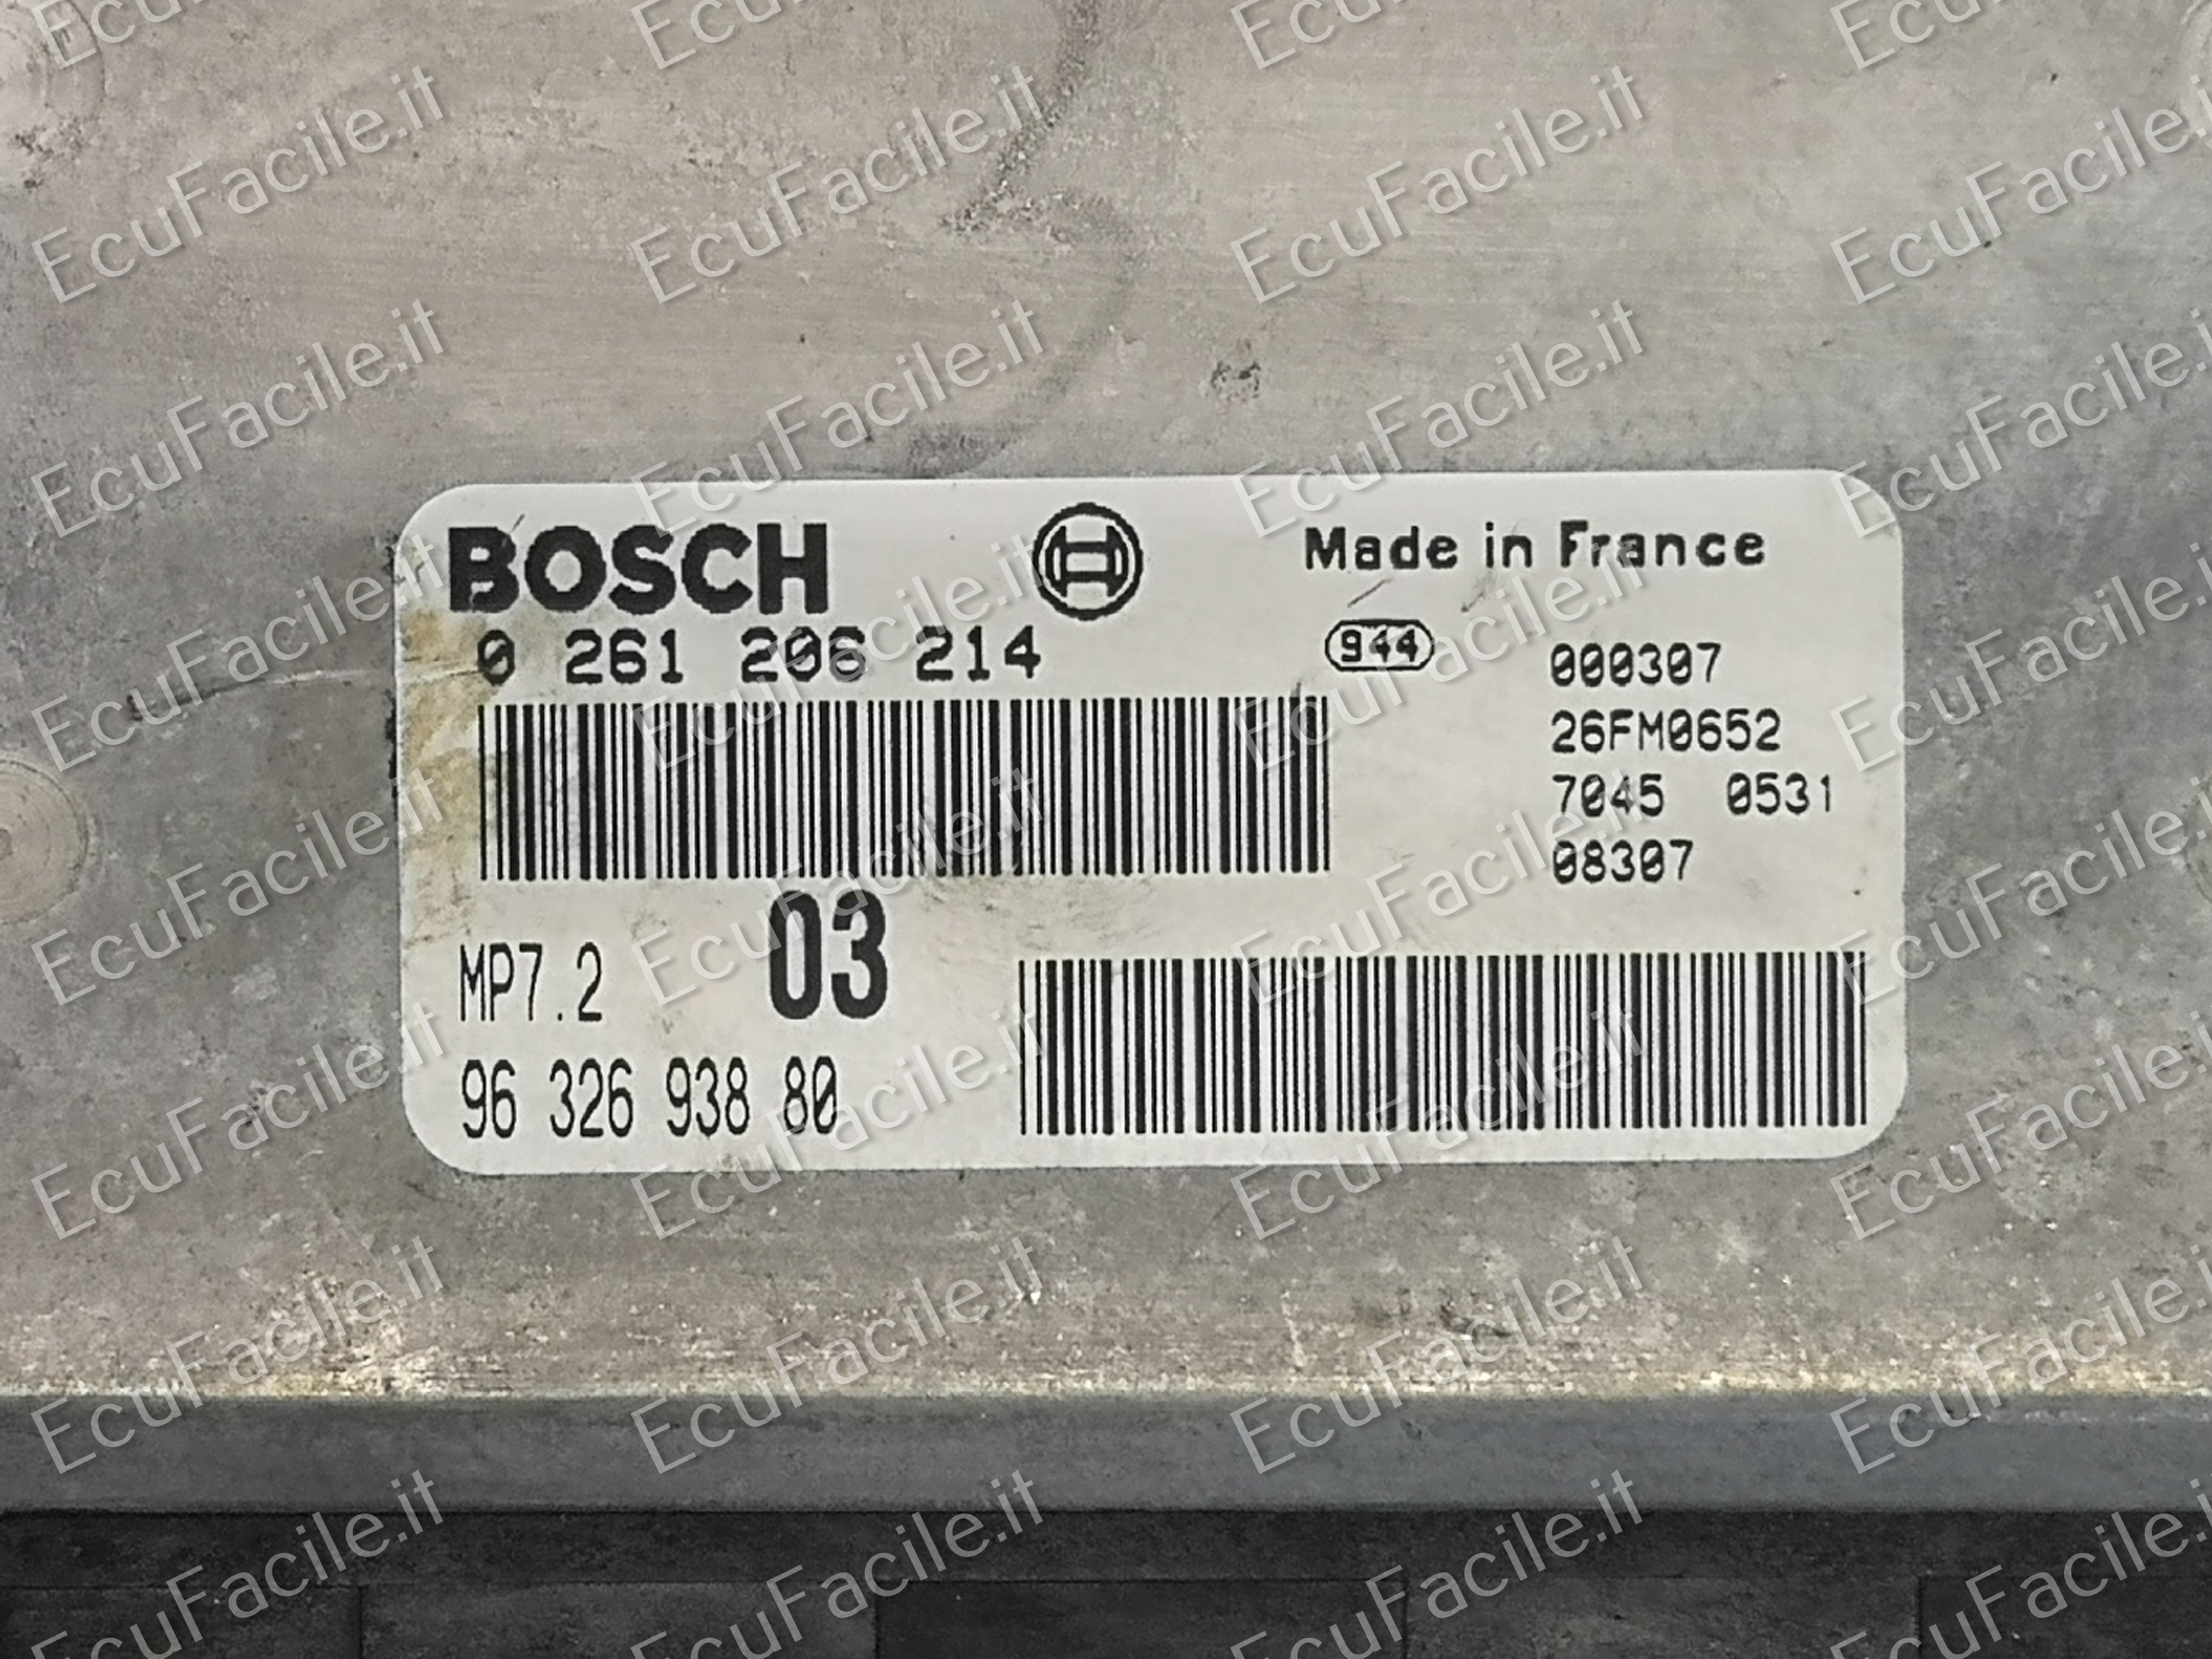 BOSCH
Made in France
0 261 206 214
944
000307
26FM0652
7045 0531
08307
MP7.2
03
96 326 938 80
EcuFacile.it